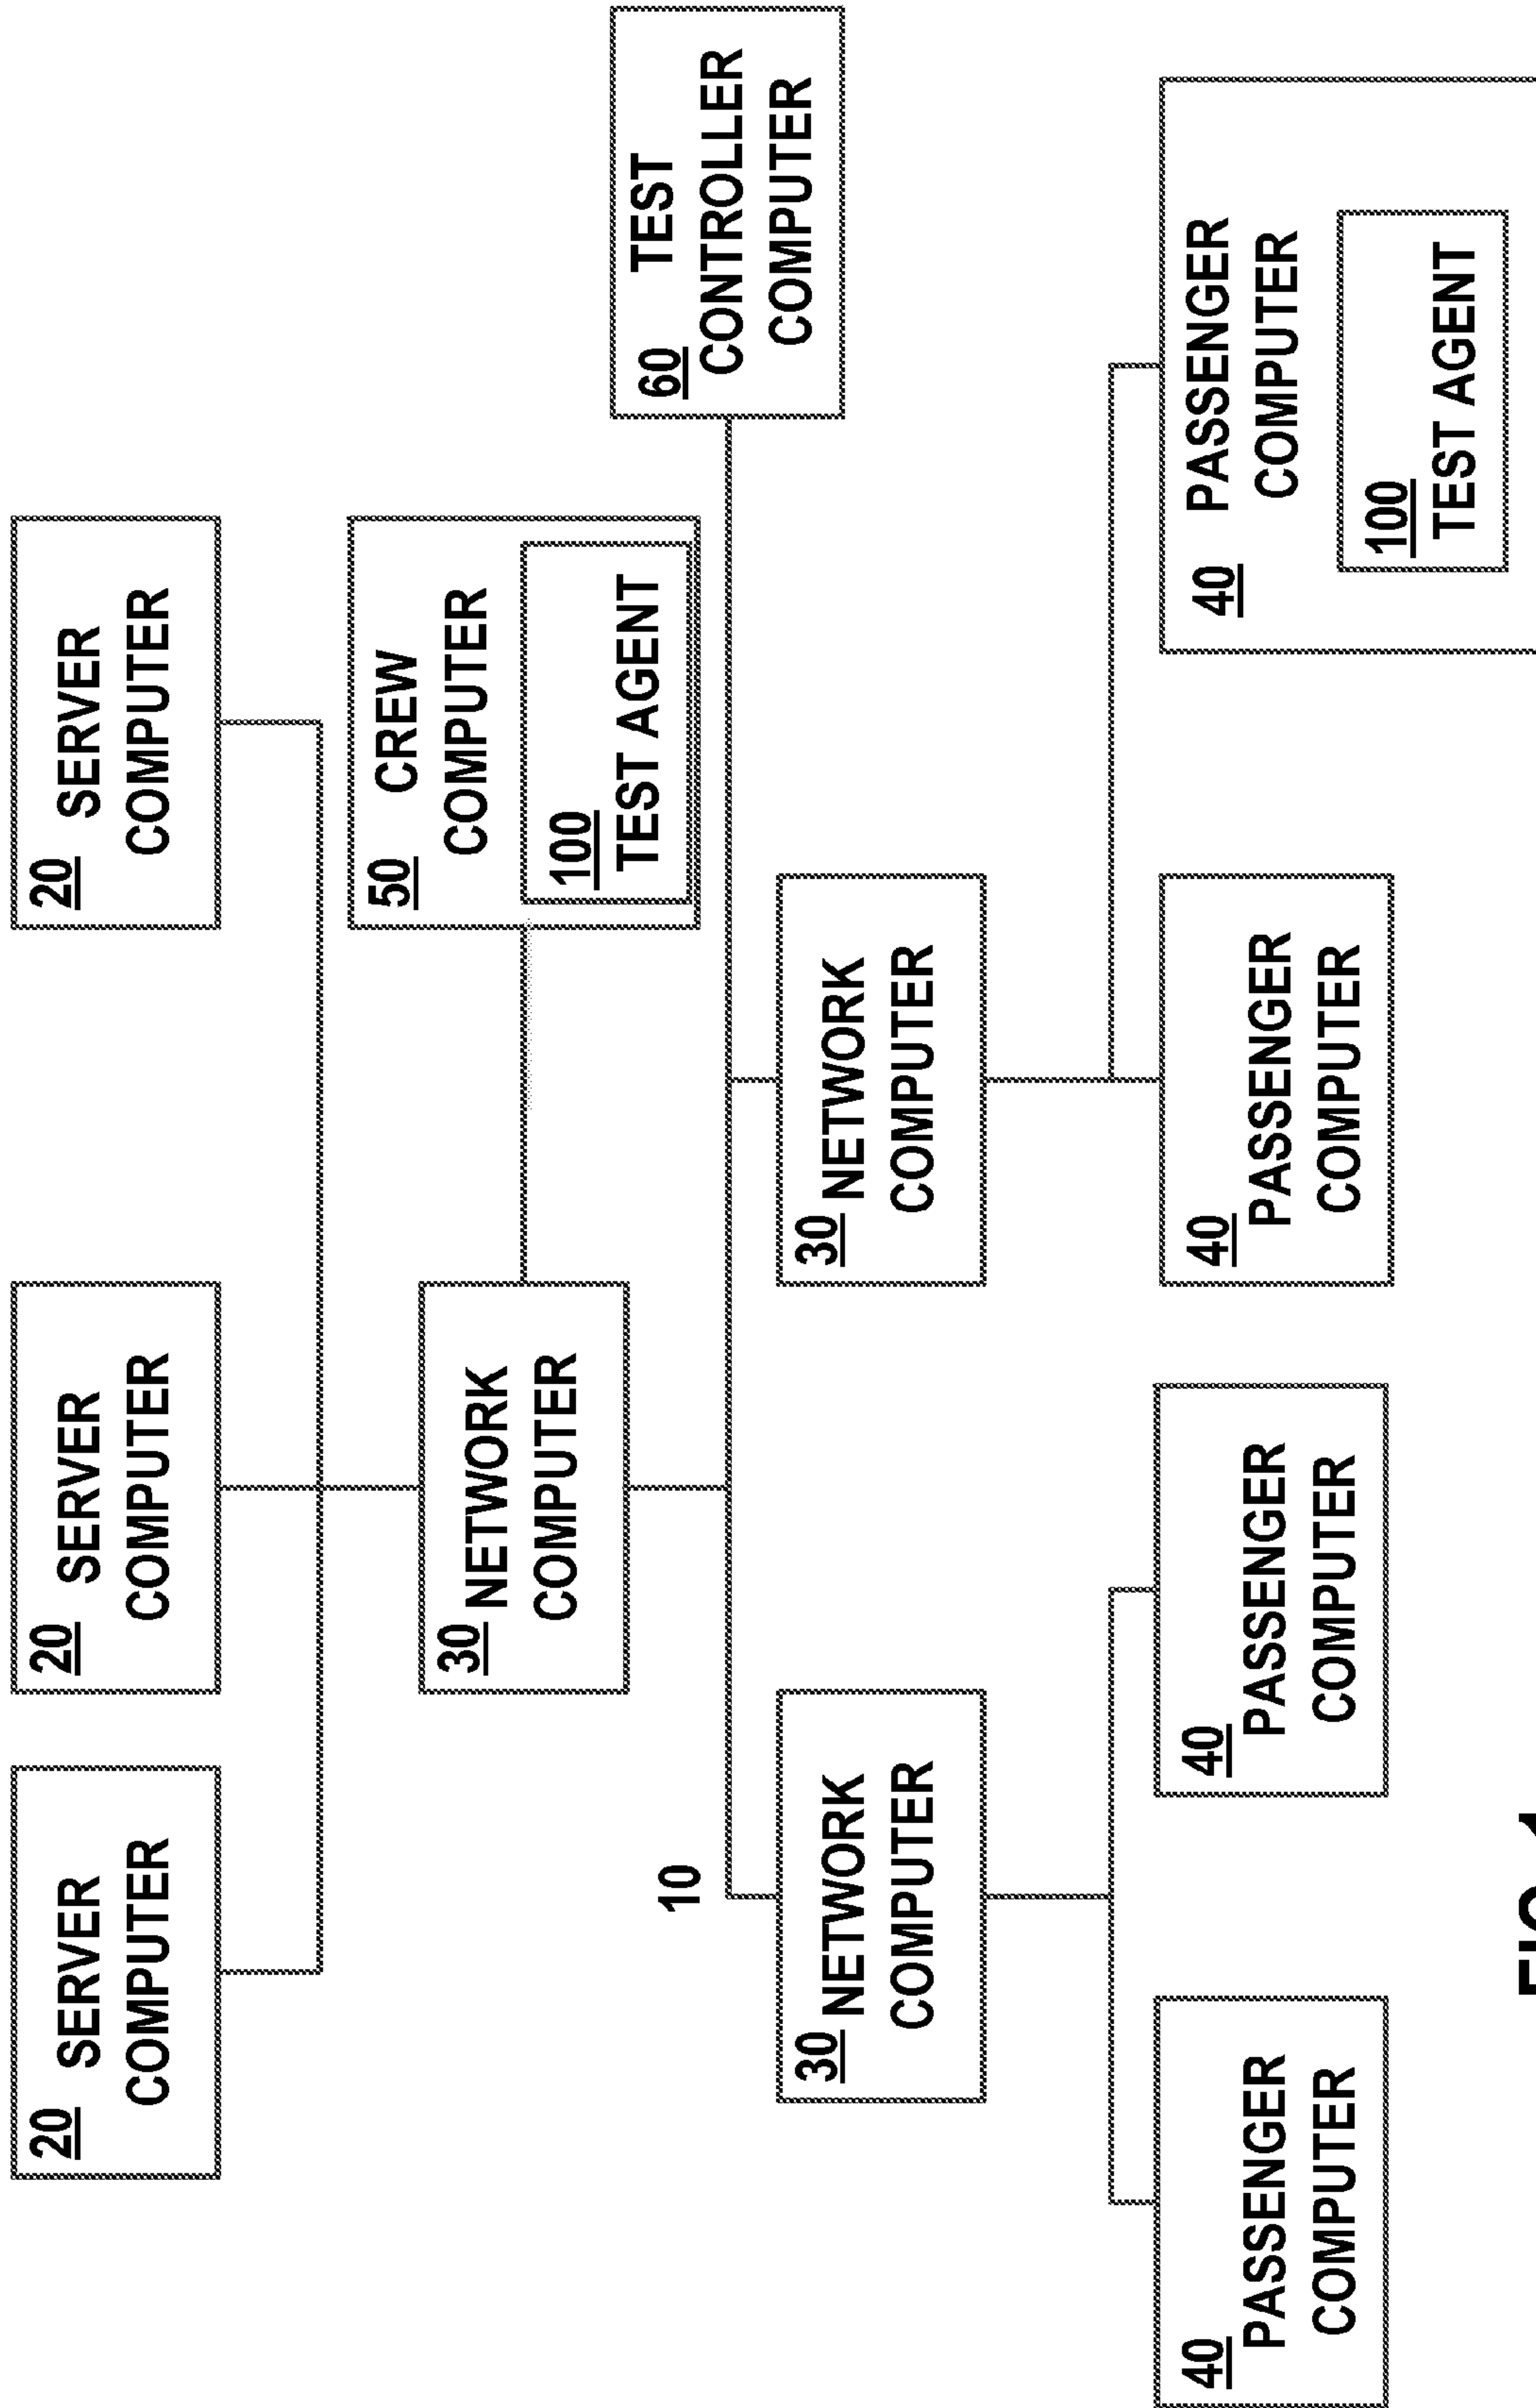 20 SERVER
COMPUTER
20 SERVER
COMPUTER
20 SERVER
COMPUTER
30 NETWORK
COMPUTER
50 CREW
COMPUTER
100
TEST AGENT
10
60 TEST
CONTROLLER
COMPUTER
30 NETWORK
COMPUTER
30 NETWORK
COMPUTER
40
PASSENGER
COMPUTER
40
PASSENGER
COMPUTER
40
PASSENGER
COMPUTER
40 PASSENGER
COMPUTER
100
TEST AGENT